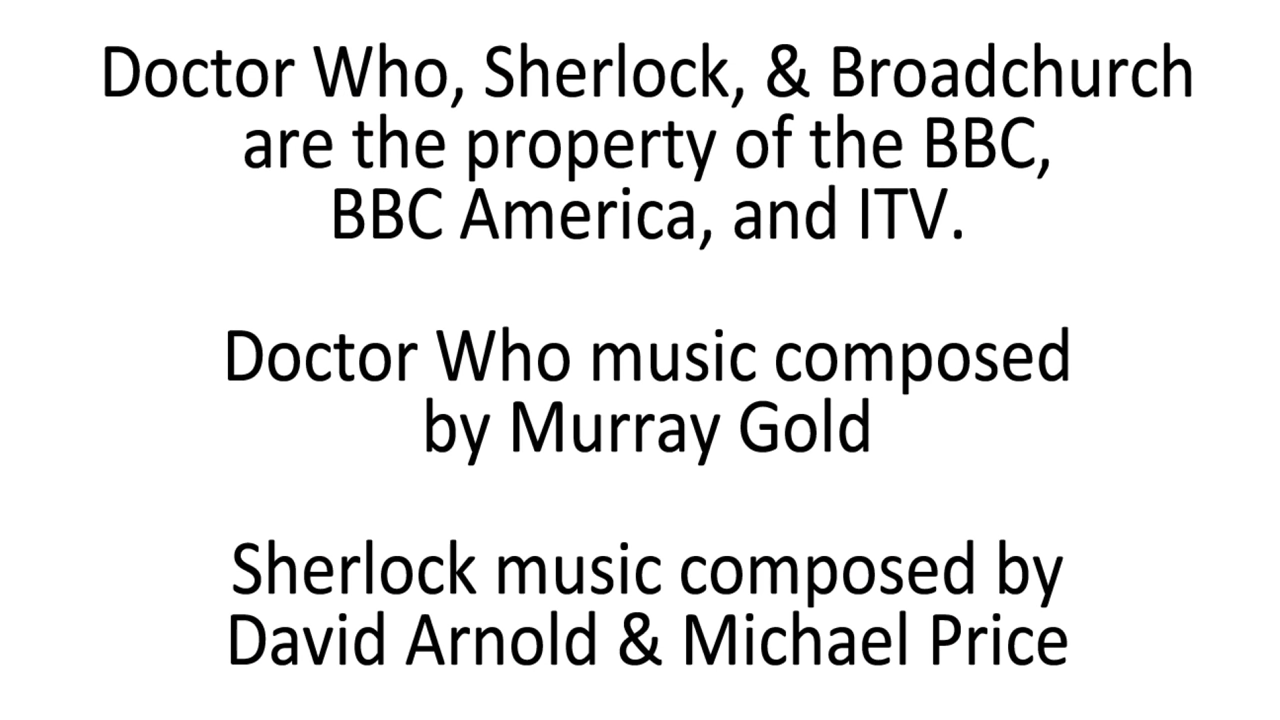 Doctor Who, Sherlock, & Broadchurch
are the property of the BBC,
BBC America, and ITV.
Doctor Who music composed
by Murray Gold
Sherlock music composed by
David Arnold & Michael Price